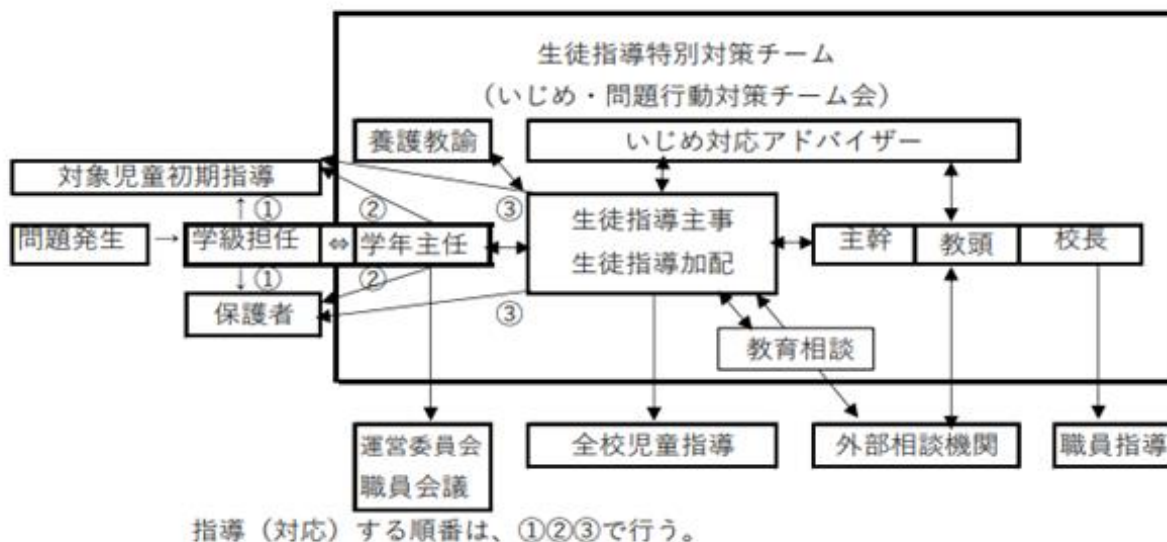 生徒指導特別対策チーム
（いじめ・問題行動対策チーム会）
養護教諭
いじめ対応アドバイザー
対象児童初期指導
↑① ② ③
問題発生 → 学級担任 ⇔ 学年主任
生徒指導主事
生徒指導加配
主幹 教頭 校長
↓① ② ③
保護者
教育相談
運営委員会
職員会議
全校児童指導
外部相談機関
職員指導
指導（対応）する順番は、①②③で行う。